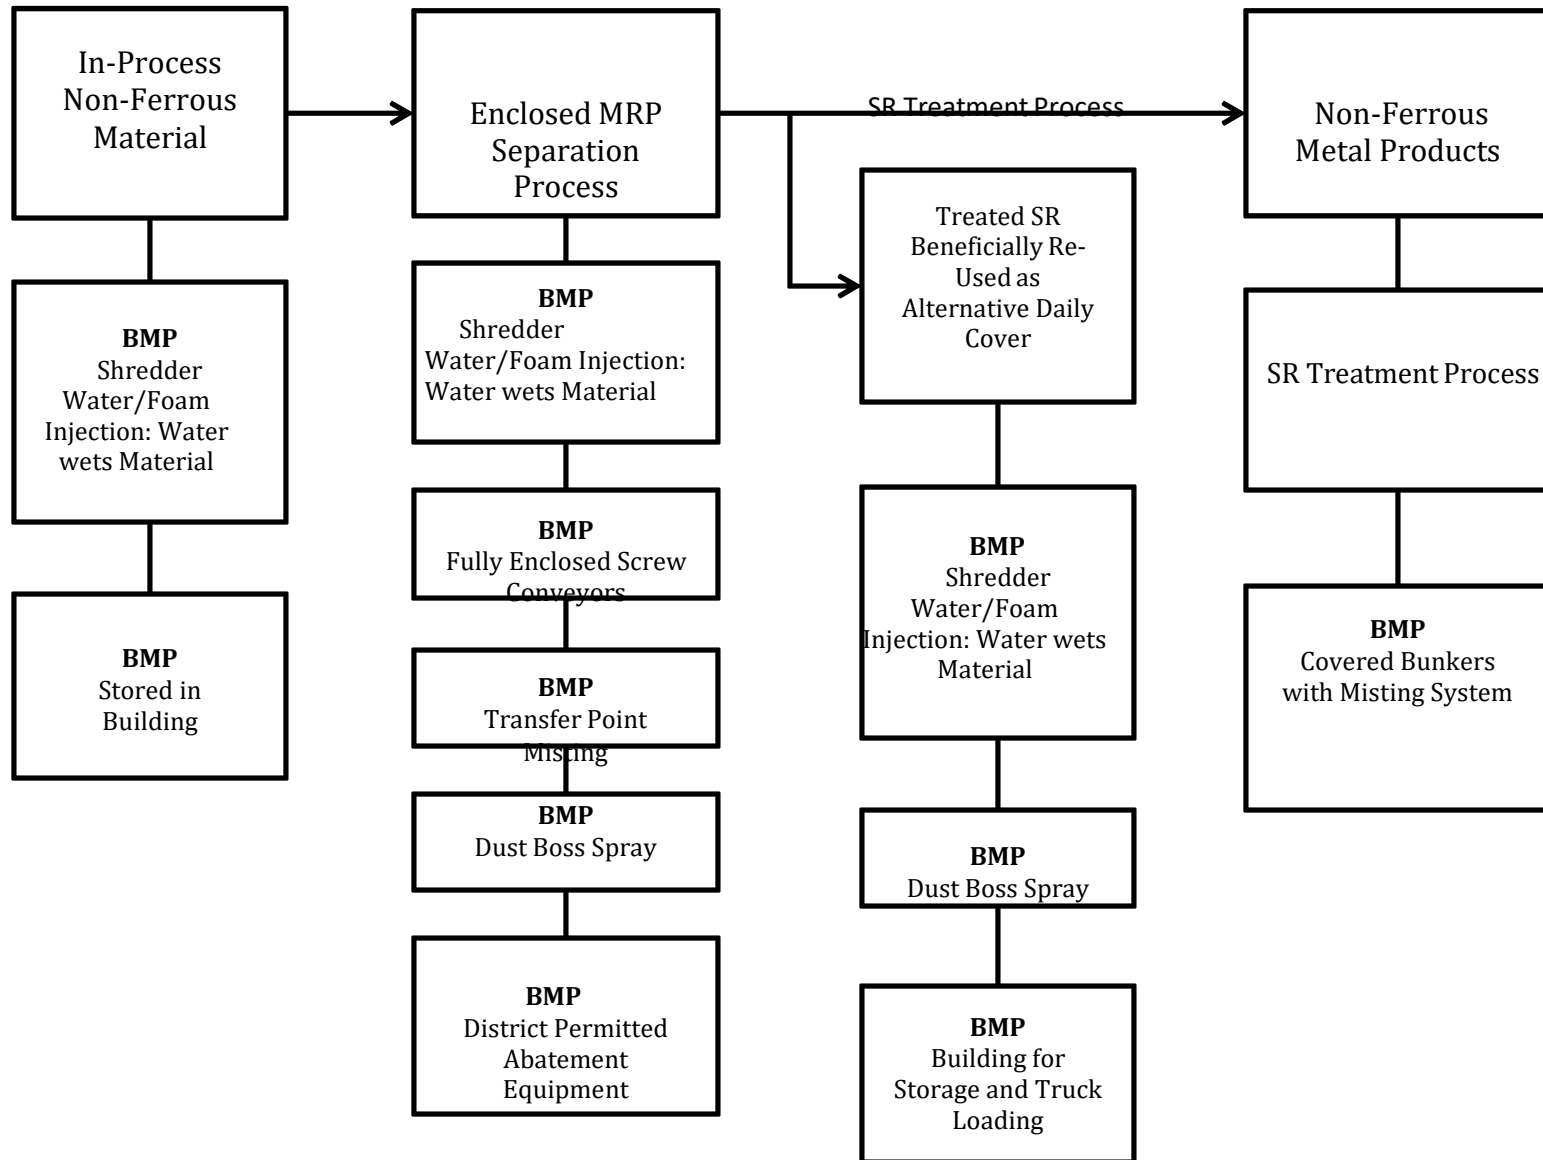 In-Process
Non-Ferrous
Material
BMP
Shredder
Water/Foam
Injection: Water
wets Material
BMP
Stored in
Building
Enclosed MRP
Separation
Process
BMP
Shredder
Water/Foam Injection:
Water wets Material
BMP
Fully Enclosed Screw
Conveyors
BMP
Transfer Point
Misting
BMP
Dust Boss Spray
BMP
District Permitted
Abatement
Equipment
SR Treatment Process
Treated SR
Beneficially Re-
Used as
Alternative Daily
Cover
BMP
Shredder
Water/Foam
Injection: Water wets
Material
BMP
Dust Boss Spray
BMP
Building for
Storage and Truck
Loading
Non-Ferrous
Metal Products
SR Treatment Process
BMP
Covered Bunkers
with Misting System